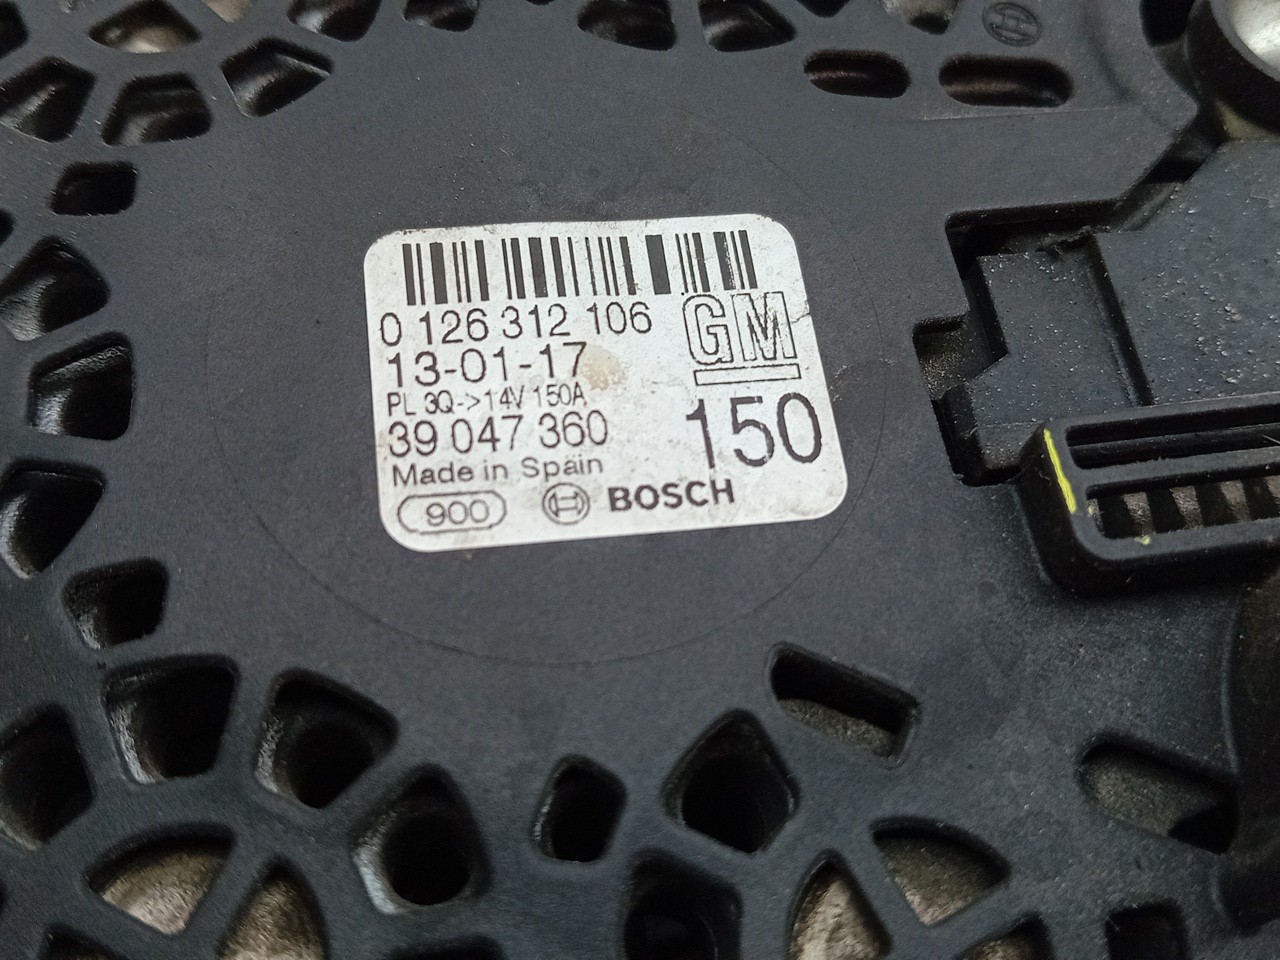 0 126 312 106
GM
13-01-17
PL 3Q->14V 150A
39 047 360
150
Made in Spain
900
BOSCH